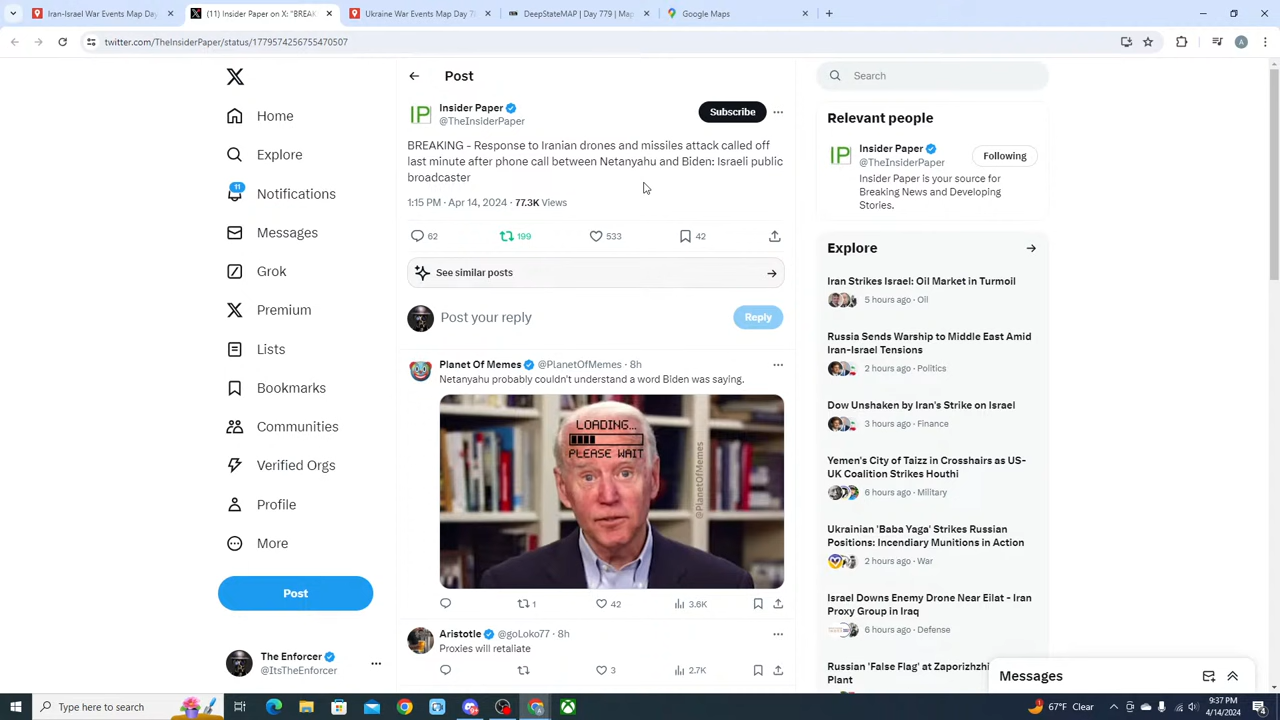 Iran-Israel War Events Map Day
(11) Insider Paper on X: "BREAK
Ukraine War Events Map Day 7
DeepStateMAP | Day 779 | Map
Google Maps
twitter.com/TheInsiderPaper/status/1779574256755470507
Home
Explore
11
Notifications
Messages
Grok
Premium
Lists
Bookmarks
Communities
Verified Orgs
Profile
More
Post
The Enforcer
@ItsTheEnforcer
Post
IP
Insider Paper
@TheInsiderPaper
Subscribe
BREAKING - Response to Iranian drones and missiles attack called off
last minute after phone call between Netanyahu and Biden: Israeli public
broadcaster
1:15 PM · Apr 14, 2024 · 77.3K Views
62 199 533 42
See similar posts
Post your reply
Reply
Planet Of Memes @PlanetOfMemes · 8h
Netanyahu probably couldn't understand a word Biden was saying.
LOADING...
PLEASE WAIT
@PlanetOfMemes
1 42 3.6K
Aristotle @goLoko77 · 8h
Proxies will retaliate
3 2.7K
Search
Relevant people
IP
Insider Paper
@TheInsiderPaper
Following
Insider Paper is your source for
Breaking News and Developing
Stories.
Explore
Iran Strikes Israel: Oil Market in Turmoil
5 hours ago · Oil
Russia Sends Warship to Middle East Amid
Iran-Israel Tensions
2 hours ago · Politics
Dow Unshaken by Iran's Strike on Israel
3 hours ago · Finance
Yemen's City of Taizz in Crosshairs as US-
UK Coalition Strikes Houthi
6 hours ago · Military
Ukrainian 'Baba Yaga' Strikes Russian
Positions: Incendiary Munitions in Action
2 hours ago · War
Israel Downs Enemy Drone Near Eilat - Iran
Proxy Group in Iraq
6 hours ago · Defense
Russian 'False Flag' at Zaporizhzhi
Plant
Messages
Type here to search
67°F Clear
9:37 PM
4/14/2024